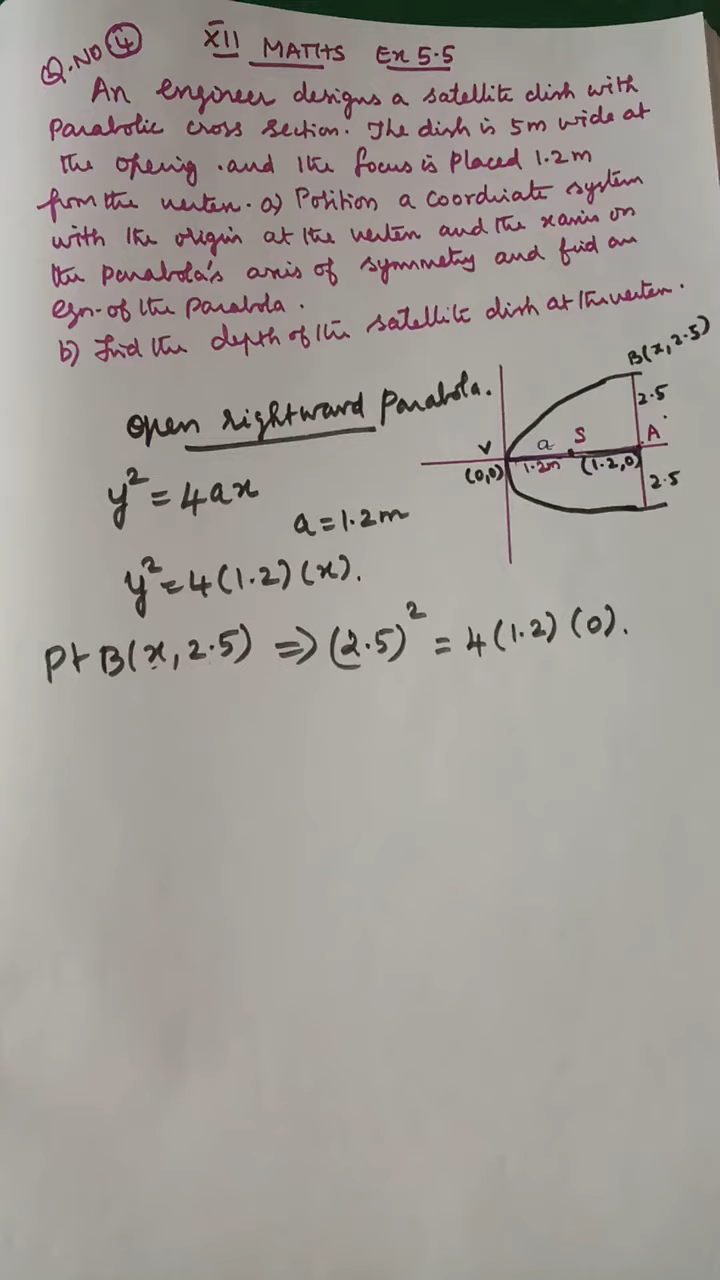 Q.NO 4 XII MATHS Ex 5.5
An engineer designs a satellite dish with
Parabolic cross section. The dish is 5m wide at
the opening .and the focus is placed 1.2m
from the vertex. a) Position a coordiate system
with the origin at the vertex and the xaxis on
the parabola's axis of symmetry and find an
eqn. of the Parabola.
b) Find the depth of the satellite dish at the vertex.
B(x, 2.5)
open rightward Parabola.
2.5
V a S A
(0,0) 1.2m (1.2,0)
2.5
y² = 4ax
a = 1.2m
y² = 4(1.2)(x).
Pt B(x, 2.5) ⇒ (2.5)² = 4(1.2)(0).